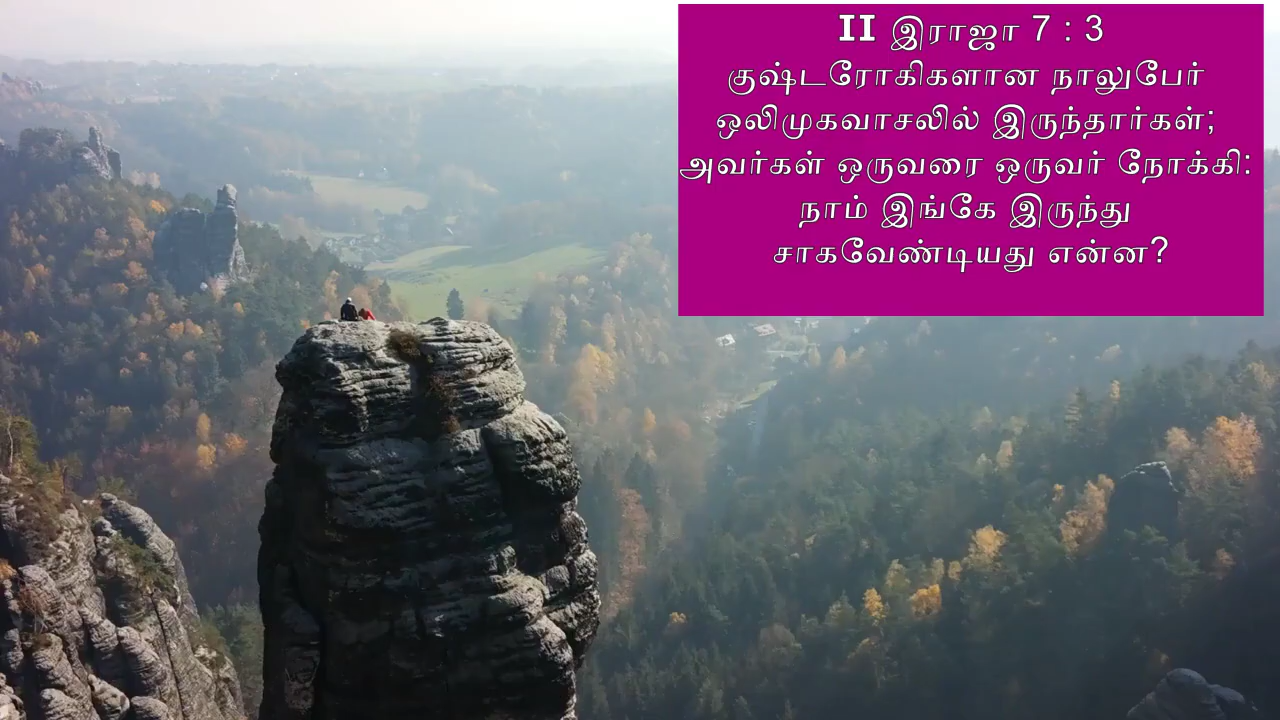 II இராஜா 7 : 3
குஷ்டரோகிகளான நாலுபேர்
ஒலிமுகவாசலில் இருந்தார்கள்;
அவர்கள் ஒருவரை ஒருவர் நோக்கி:
நாம் இங்கே இருந்து
சாகவேண்டியது என்ன?